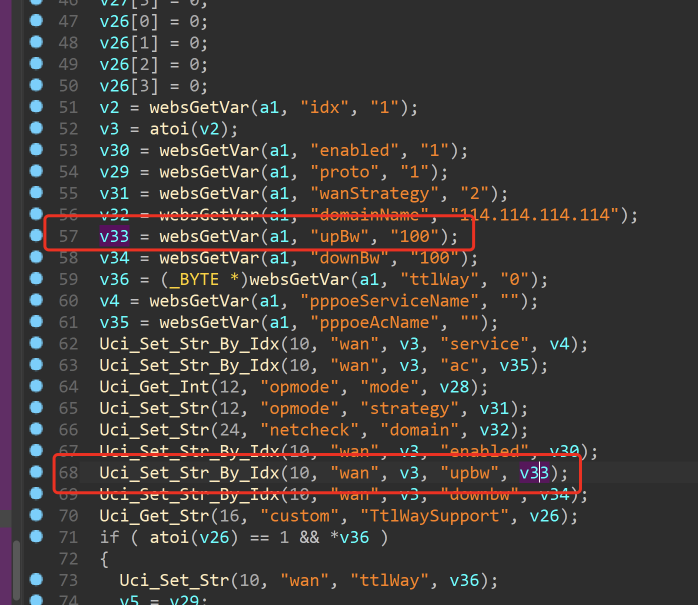 46 v27[3] = 0;
47 v26[0] = 0;
48 v26[1] = 0;
49 v26[2] = 0;
50 v26[3] = 0;
51 v2 = websGetVar(a1, "idx", "1");
52 v3 = atoi(v2);
53 v30 = websGetVar(a1, "enabled", "1");
54 v29 = websGetVar(a1, "proto", "1");
55 v31 = websGetVar(a1, "wanStrategy", "2");
56 v32 = websGetVar(a1, "domainName", "114.114.114.114");
57 v33 = websGetVar(a1, "upBw", "100");
58 v34 = websGetVar(a1, "downBw", "100");
59 v36 = (_BYTE *)websGetVar(a1, "ttlWay", "0");
60 v4 = websGetVar(a1, "pppoeServiceName", "");
61 v35 = websGetVar(a1, "pppoeAcName", "");
62 Uci_Set_Str_By_Idx(10, "wan", v3, "service", v4);
63 Uci_Set_Str_By_Idx(10, "wan", v3, "ac", v35);
64 Uci_Get_Int(12, "opmode", "mode", v28);
65 Uci_Set_Str(12, "opmode", "strategy", v31);
66 Uci_Set_Str(24, "netcheck", "domain", v32);
67 Uci_Set_Str_By_Idx(10, "wan", v3, "enabled", v30);
68 Uci_Set_Str_By_Idx(10, "wan", v3, "upbw", v33);
69 Uci_Set_Str_By_Idx(10, "wan", v3, "downbw", v34);
70 Uci_Get_Str(16, "custom", "TtlWaySupport", v26);
71 if ( atoi(v26) == 1 && *v36 )
72 {
73 Uci_Set_Str(10, "wan", "ttlWay", v36);
74 v5 = v29;